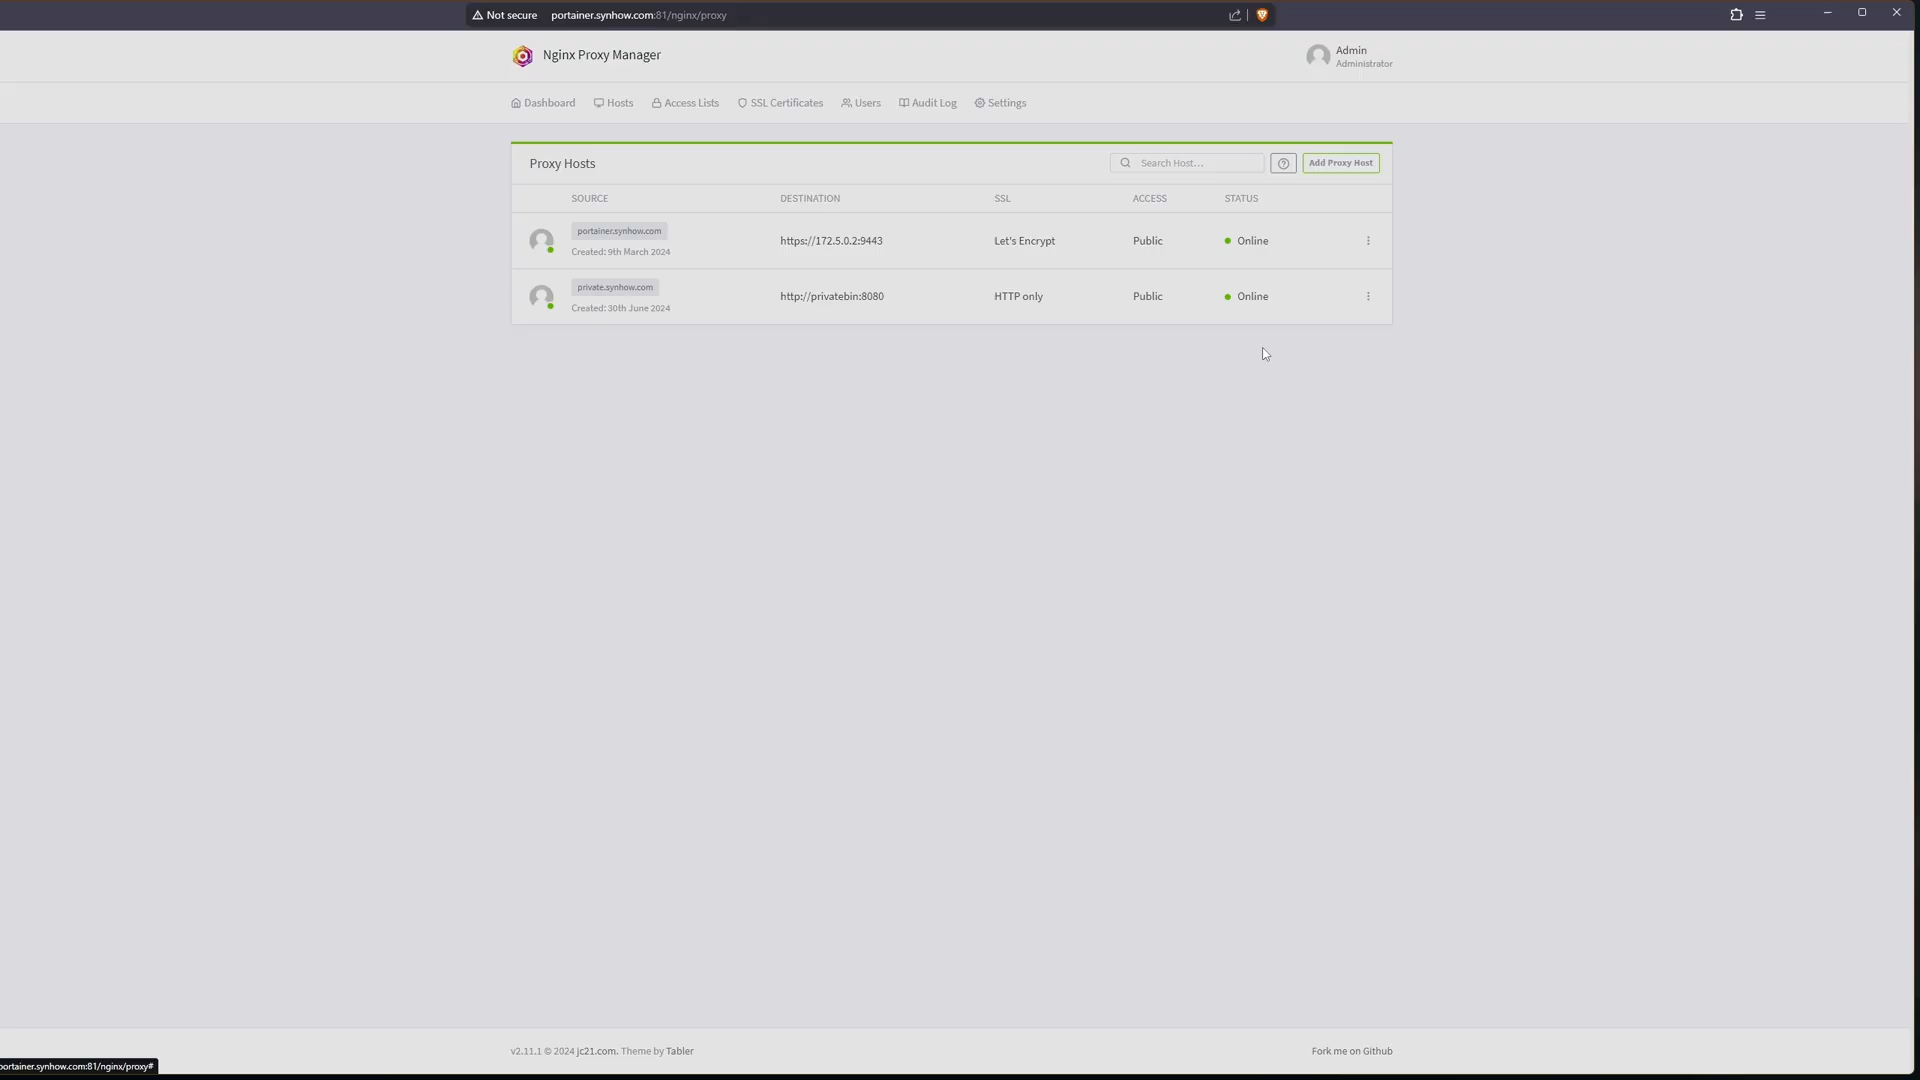 Not secure portainer.synhow.com:81/nginx/proxy
Nginx Proxy Manager
Admin
Administrator
Dashboard Hosts Access Lists SSL Certificates Users Audit Log Settings
Proxy Hosts Search Host... Add Proxy Host
SOURCE DESTINATION SSL ACCESS STATUS
portainer.synhow.com
Created: 9th March 2024
https://172.5.0.2:9443 Let's Encrypt Public Online
private.synhow.com
Created: 30th June 2024
http://privatebin:8080 HTTP only Public Online
v2.11.1 © 2024 jc21.com. Theme by Tabler Fork me on Github
portainer.synhow.com:81/nginx/proxy#